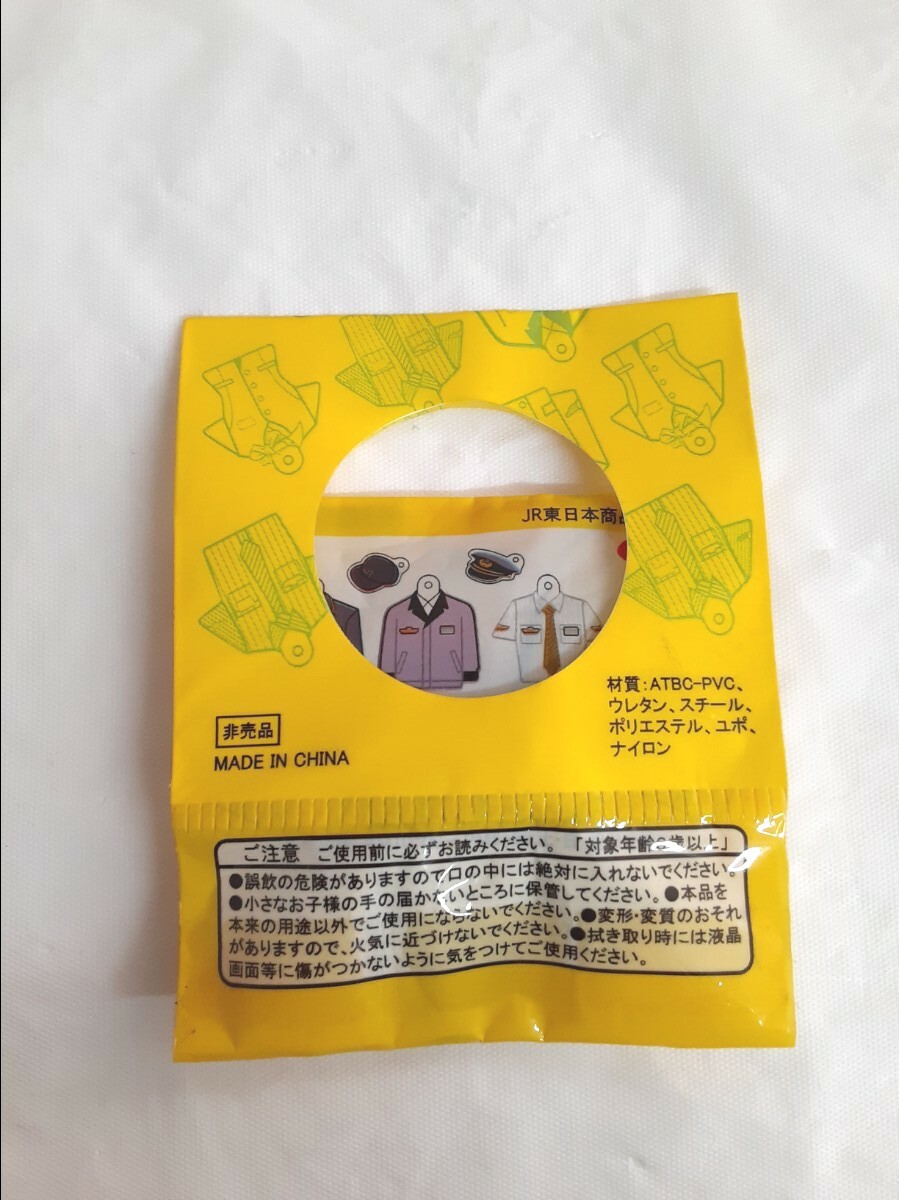 JR東日本商品
材質:ATBC-PVC、
ウレタン、スチール、
ポリエステル、ユポ、
ナイロン
非売品
MADE IN CHINA
ご注意 ご使用前に必ずお読みください。 「対象年齢 歳以上」
●誤飲の危険がありますので口の中には絶対に入れないでください。
●小さなお子様の手の届かないところに保管してください。●本品を
本来の用途以外でご使用にならないでください。●変形・変質のおそれ
がありますので、火気に近づけないでください。●拭き取り時には液晶
画面等に傷がつかないように気をつけてご使用ください。